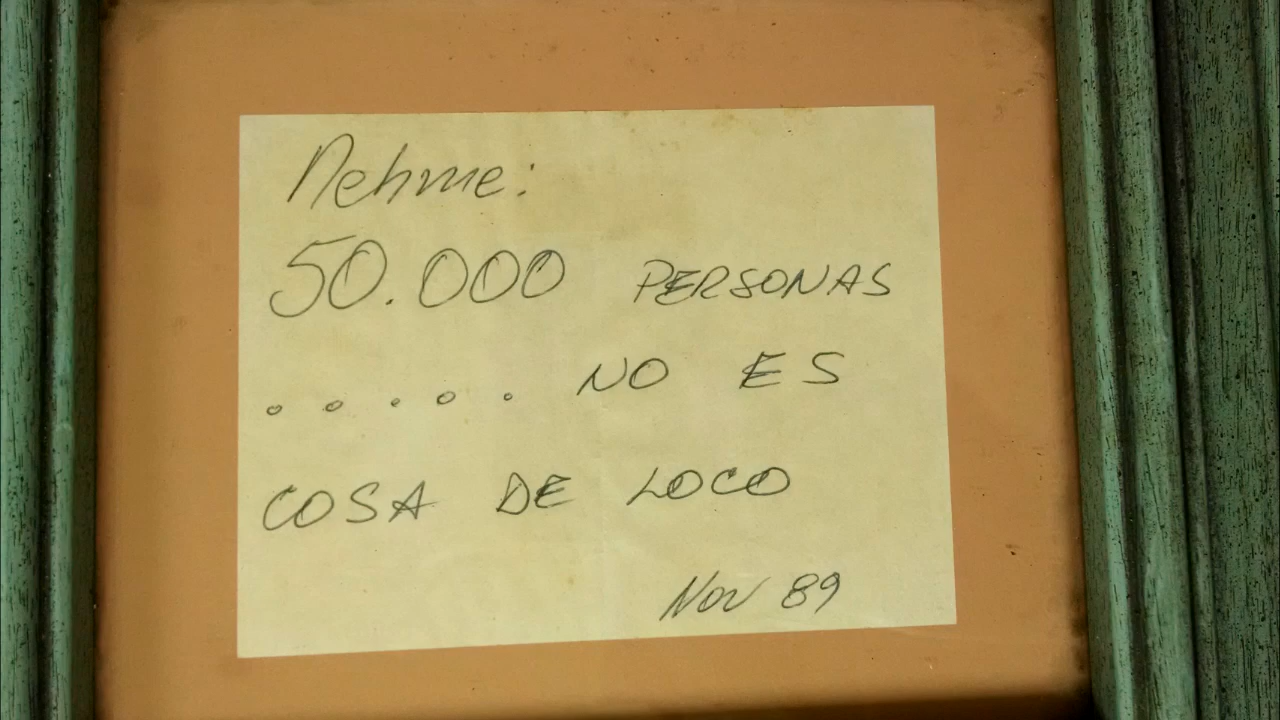 Nehme:
50.000 PERSONAS
..... NO ES
COSA DE LOCO
Nov 89